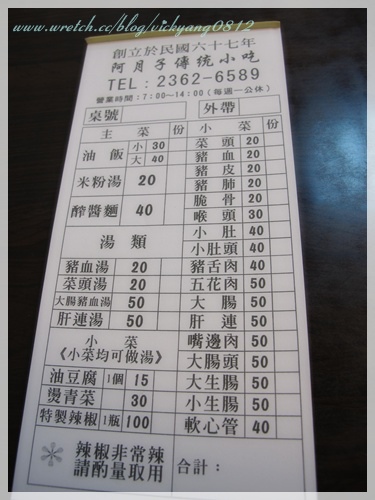 www.wretch.cc/blog/vickyang0812
創立於民國六十七年
阿月子傳統小吃
TEL：2362-6589
營業時間：7:00～14:00（每週一公休）
桌號 外帶
主菜 份 小菜 份
油飯 小 30 菜頭 20
大 40 豬血 20
豬皮 20
米粉湯 20 豬肺 20
脆骨 20
醡醬麵 40 喉頭 30
小肚 40
湯類 小肚頭 40
豬血湯 20 豬舌肉 40
菜頭湯 20 五花肉 50
大腸豬血湯 50 大腸 50
肝連湯 50 肝連 50
小菜 嘴邊肉 50
《小菜均可做湯》 大腸頭 50
油豆腐 1個 15 大生腸 50
燙青菜 30 小生腸 50
特製辣椒 1瓶 100 軟心管 40
辣椒非常辣
請酌量取用 合計：